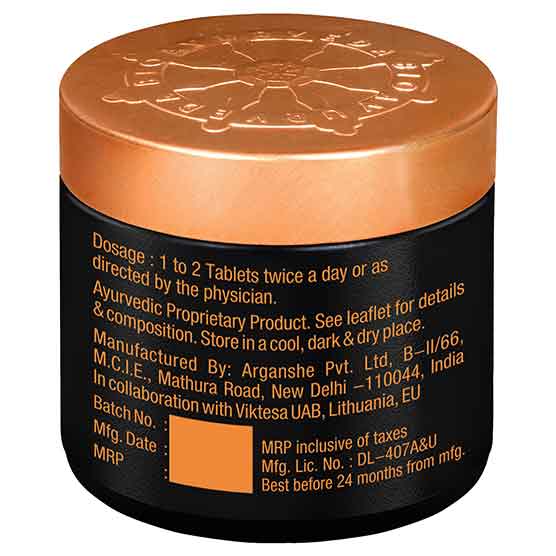 Dosage : 1 to 2 Tablets twice a day or as
directed by the physician.
Ayurvedic Proprietary Product. See leaflet for details
& composition. Store in a cool, dark & dry place.
Manufactured By: Arganshe Pvt. Ltd, B–II/66,
M.C.I.E., Mathura Road, New Delhi –110044, India
In collaboration with Viktesa UAB, Lithuania, EU
Batch No. :
Mfg. Date :
MRP :
MRP inclusive of taxes
Mfg. Lic. No. : DL–407A&U
Best before 24 months from mfg.